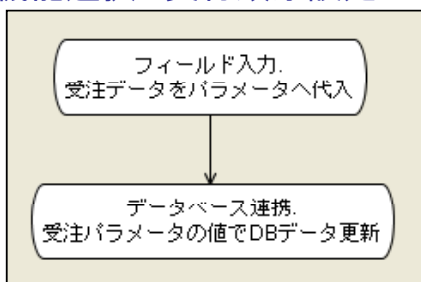 フィールド入力.
受注データをパラメータへ代入
データベース連携.
受注パラメータの値でDBデータ更新